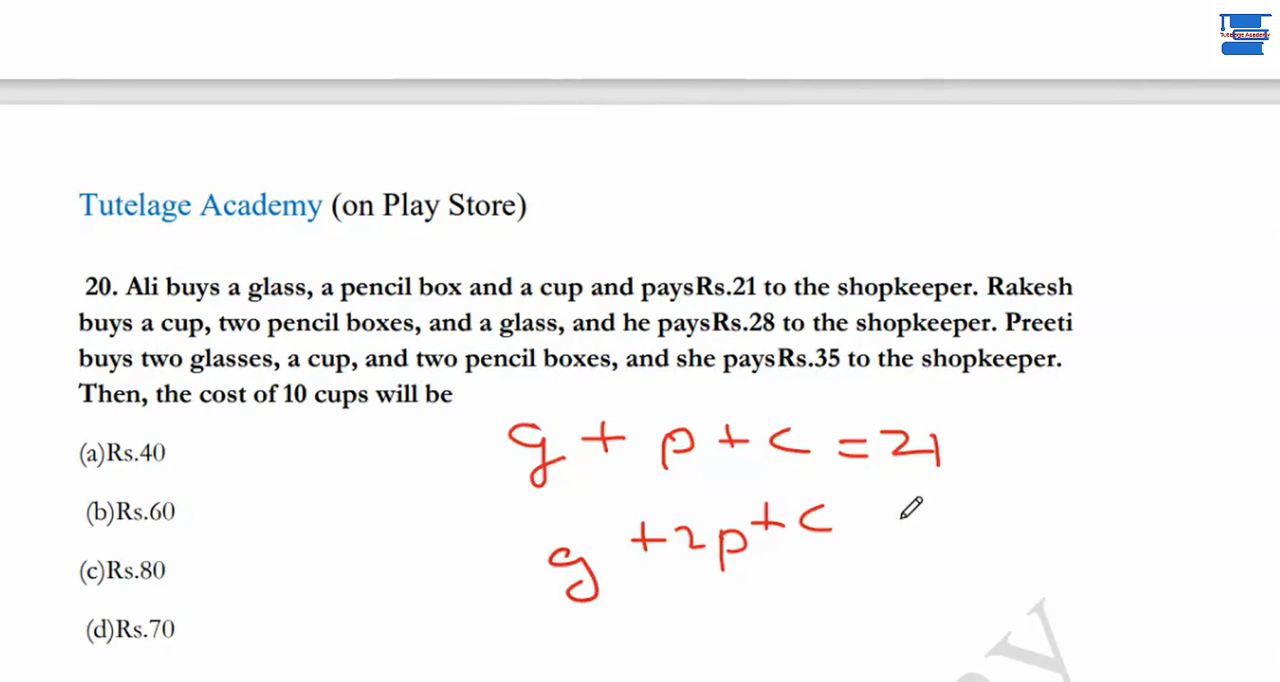 Tutelage Academy
Tutelage Academy (on Play Store)
20. Ali buys a glass, a pencil box and a cup and paysRs.21 to the shopkeeper. Rakesh
buys a cup, two pencil boxes, and a glass, and he paysRs.28 to the shopkeeper. Preeti
buys two glasses, a cup, and two pencil boxes, and she paysRs.35 to the shopkeeper.
Then, the cost of 10 cups will be
g + p + c = 21
(a)Rs.40
(b)Rs.60
g + 2p + c
(c)Rs.80
(d)Rs.70